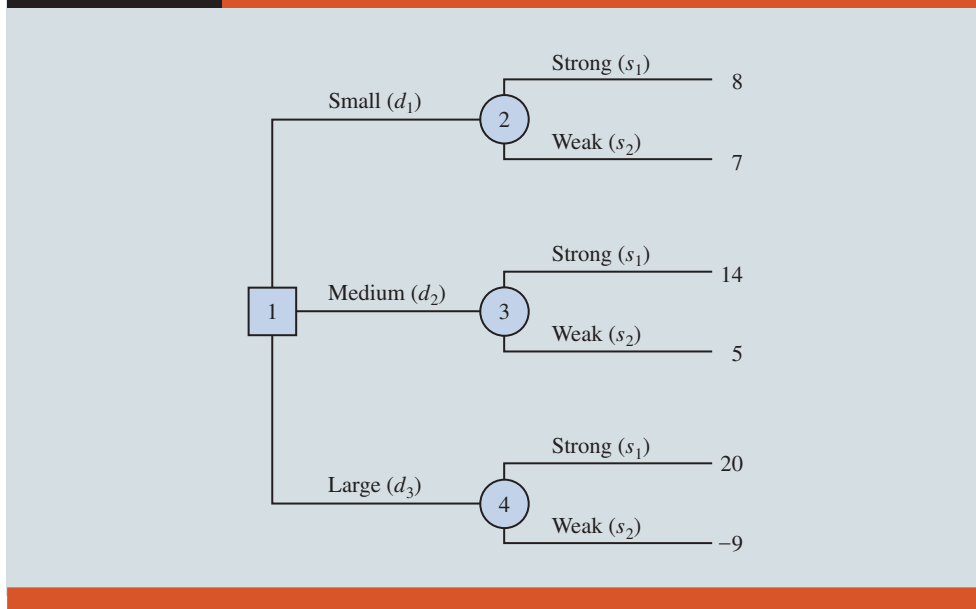 Strong (s₁)
8
Small (d₁)
2
Weak (s₂)
7
Strong (s₁)
14
Medium (d₂)
1
3
Weak (s₂)
5
Strong (s₁)
20
Large (d₃)
4
Weak (s₂)
−9